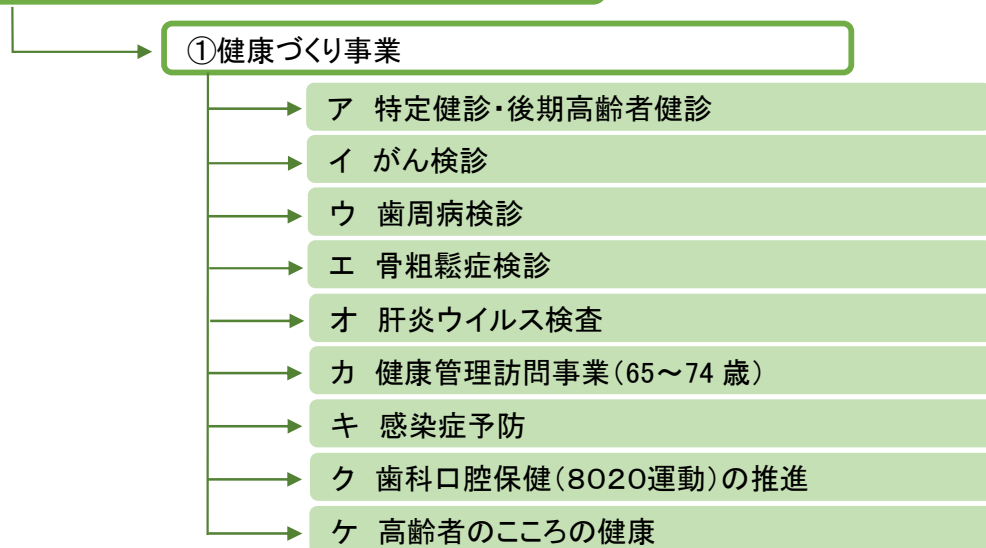 ①健康づくり事業
ア 特定健診・後期高齢者健診
イ がん検診
ウ 歯周病検診
エ 骨粗鬆症検診
オ 肝炎ウイルス検査
カ 健康管理訪問事業（65～74 歳）
キ 感染症予防
ク 歯科口腔保健（８０２０運動）の推進
ケ 高齢者のこころの健康